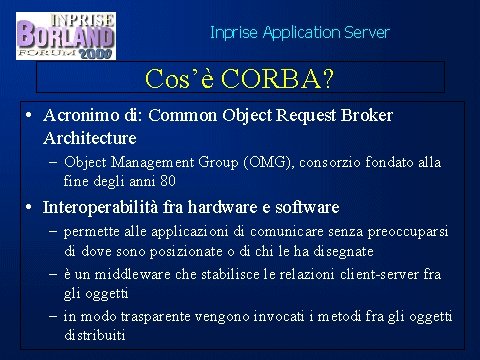 INPRISE
BORLAND
FORUM 2000
Inprise Application Server
Cos'è CORBA?
• Acronimo di: Common Object Request Broker
Architecture
– Object Management Group (OMG), consorzio fondato alla
fine degli anni 80
• Interoperabilità fra hardware e software
– permette alle applicazioni di comunicare senza preoccuparsi
di dove sono posizionate o di chi le ha disegnate
– è un middleware che stabilisce le relazioni client-server fra
gli oggetti
– in modo trasparente vengono invocati i metodi fra gli oggetti
distribuiti